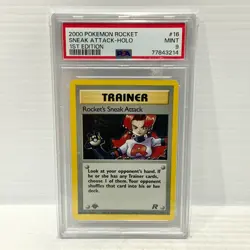 2000 POKEMON ROCKET #16
SNEAK ATTACK-HOLO MINT
1ST EDITION 9
PSA 77843214
TRAINER
Rocket's Sneak Attack
Look at your opponent's hand. If
he or she has any Trainer cards,
choose 1 of them. Your opponent
shuffles that card into his or her
deck.